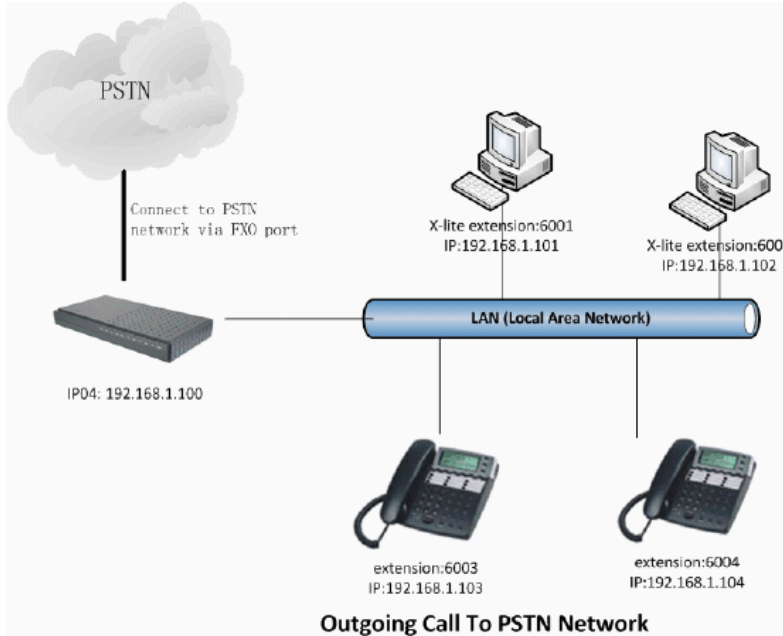 PSTN
Connect to PSTN
network via FXO port
X-lite extension:6001
IP:192.168.1.101
X-lite extension:600
IP:192.168.1.102
LAN (Local Area Network)
IP04: 192.168.1.100
extension:6003
IP:192.168.1.103
extension:6004
IP:192.168.1.104
Outgoing Call To PSTN Network